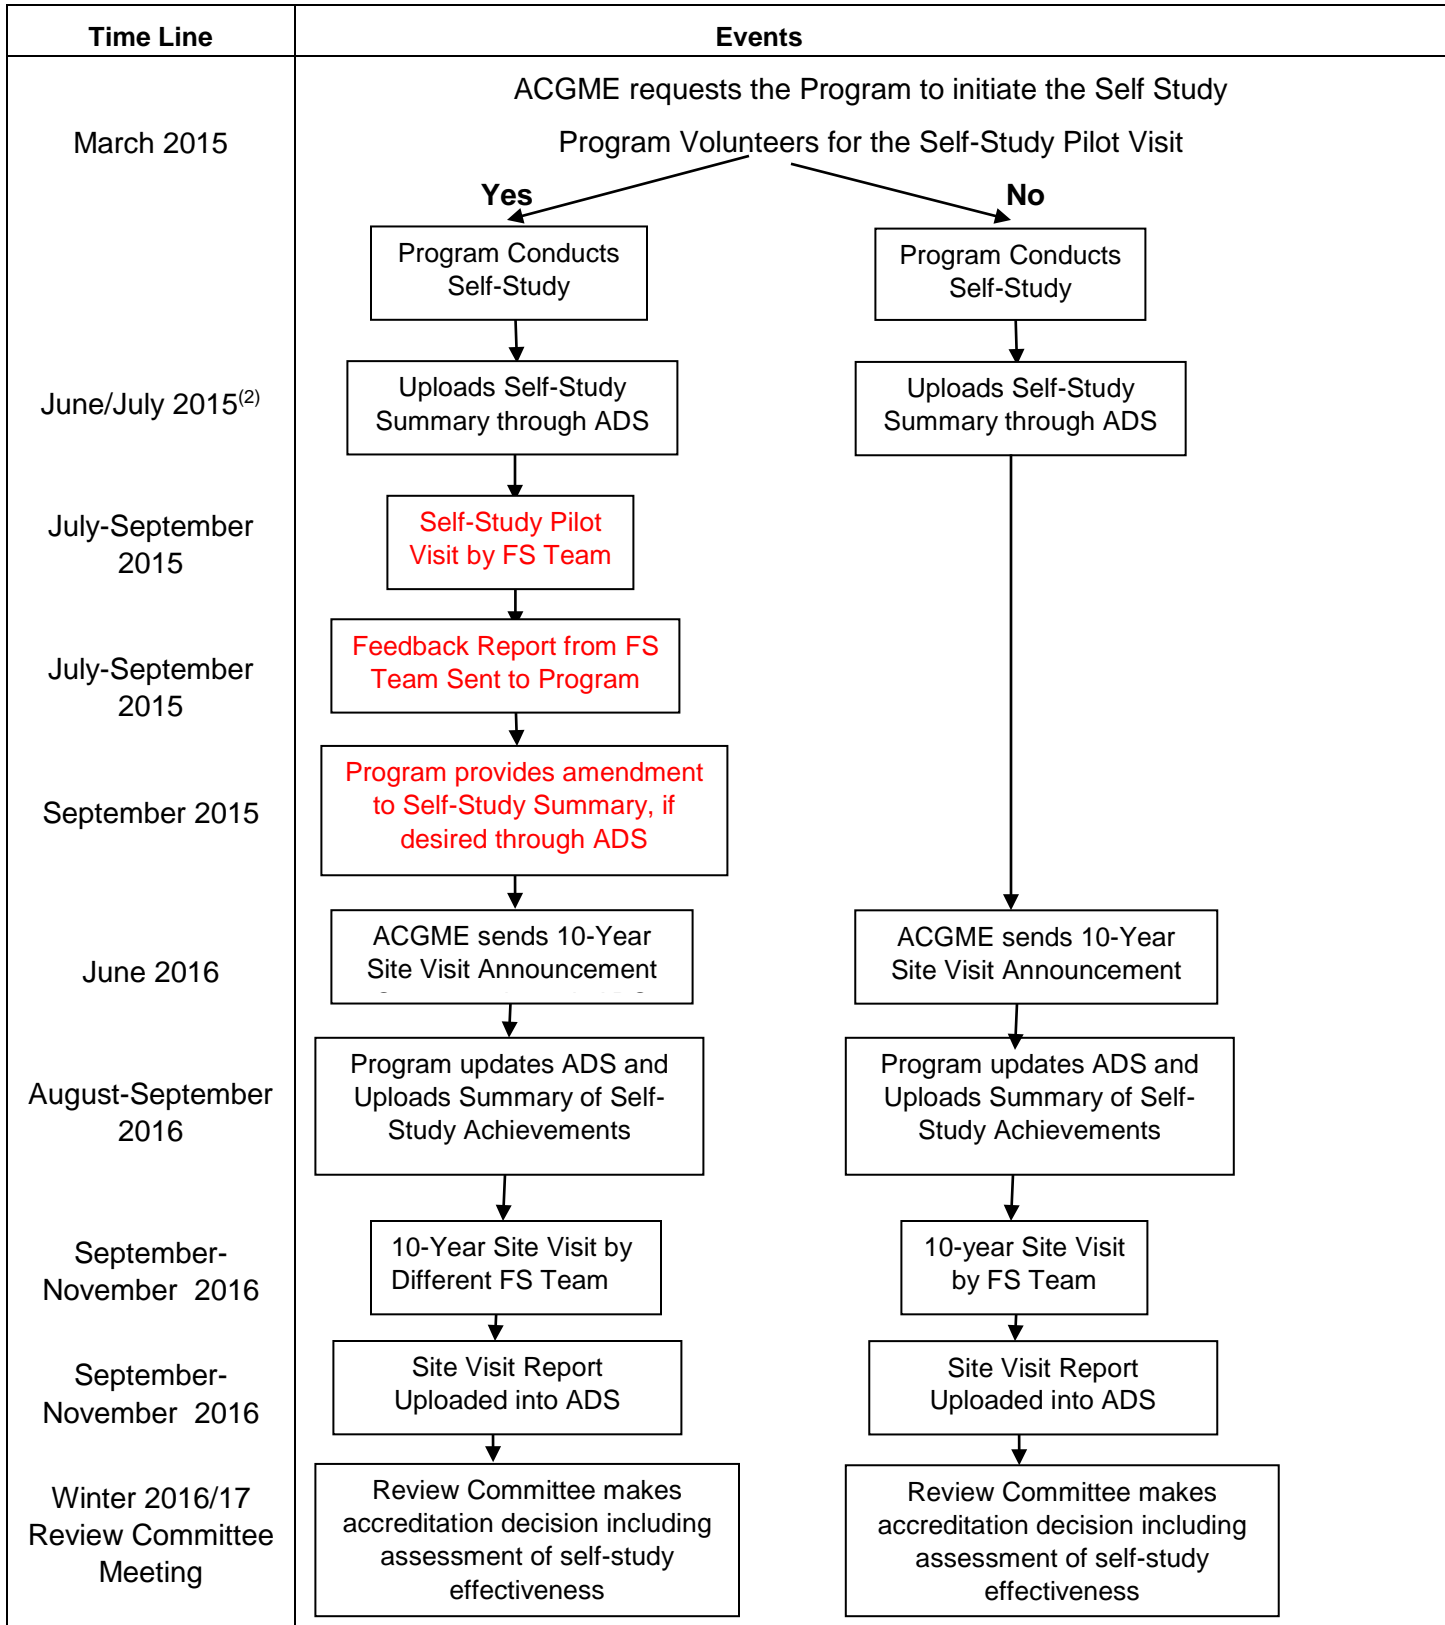 Time Line
Events
ACGME requests the Program to initiate the Self Study
March 2015
Program Volunteers for the Self-Study Pilot Visit
Yes
No
Program Conducts
Self-Study
Program Conducts
Self-Study
June/July 2015(2)
Uploads Self-Study
Summary through ADS
Uploads Self-Study
Summary through ADS
July-September
2015
Self-Study Pilot
Visit by FS Team
July-September
2015
Feedback Report from FS
Team Sent to Program
September 2015
Program provides amendment
to Self-Study Summary, if
desired through ADS
June 2016
ACGME sends 10-Year
Site Visit Announcement
ACGME sends 10-Year
Site Visit Announcement
August-September
2016
Program updates ADS and
Uploads Summary of Self-
Study Achievements
Program updates ADS and
Uploads Summary of Self-
Study Achievements
September-
November 2016
10-Year Site Visit by
Different FS Team
10-year Site Visit
by FS Team
September-
November 2016
Site Visit Report
Uploaded into ADS
Site Visit Report
Uploaded into ADS
Winter 2016/17
Review Committee
Meeting
Review Committee makes
accreditation decision including
assessment of self-study
effectiveness
Review Committee makes
accreditation decision including
assessment of self-study
effectiveness